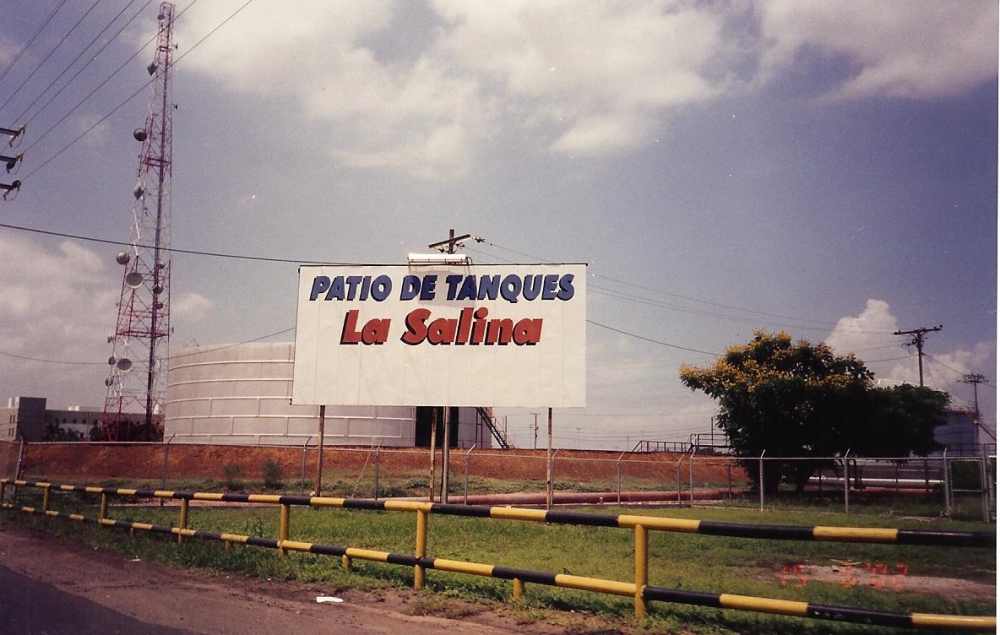 PATIO DE TANQUES
La Salina